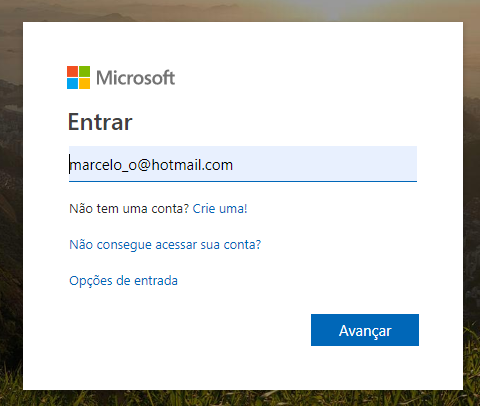 Microsoft
Entrar
marcelo_o@hotmail.com
Não tem uma conta? Crie uma!
Não consegue acessar sua conta?
Opções de entrada
Avançar